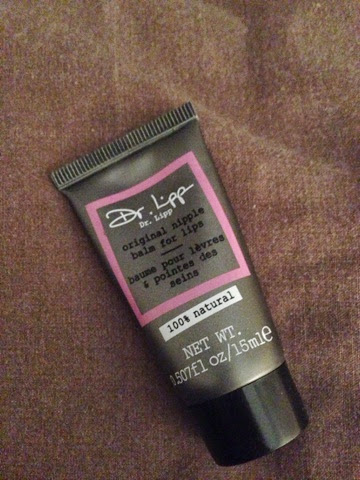 Dr. Lipp
Dr. Lipp
original nipple
balm for lips
baume pour lèvres
& pointes des
seins
100% natural
NET WT.
0.507fl oz/15ml℮